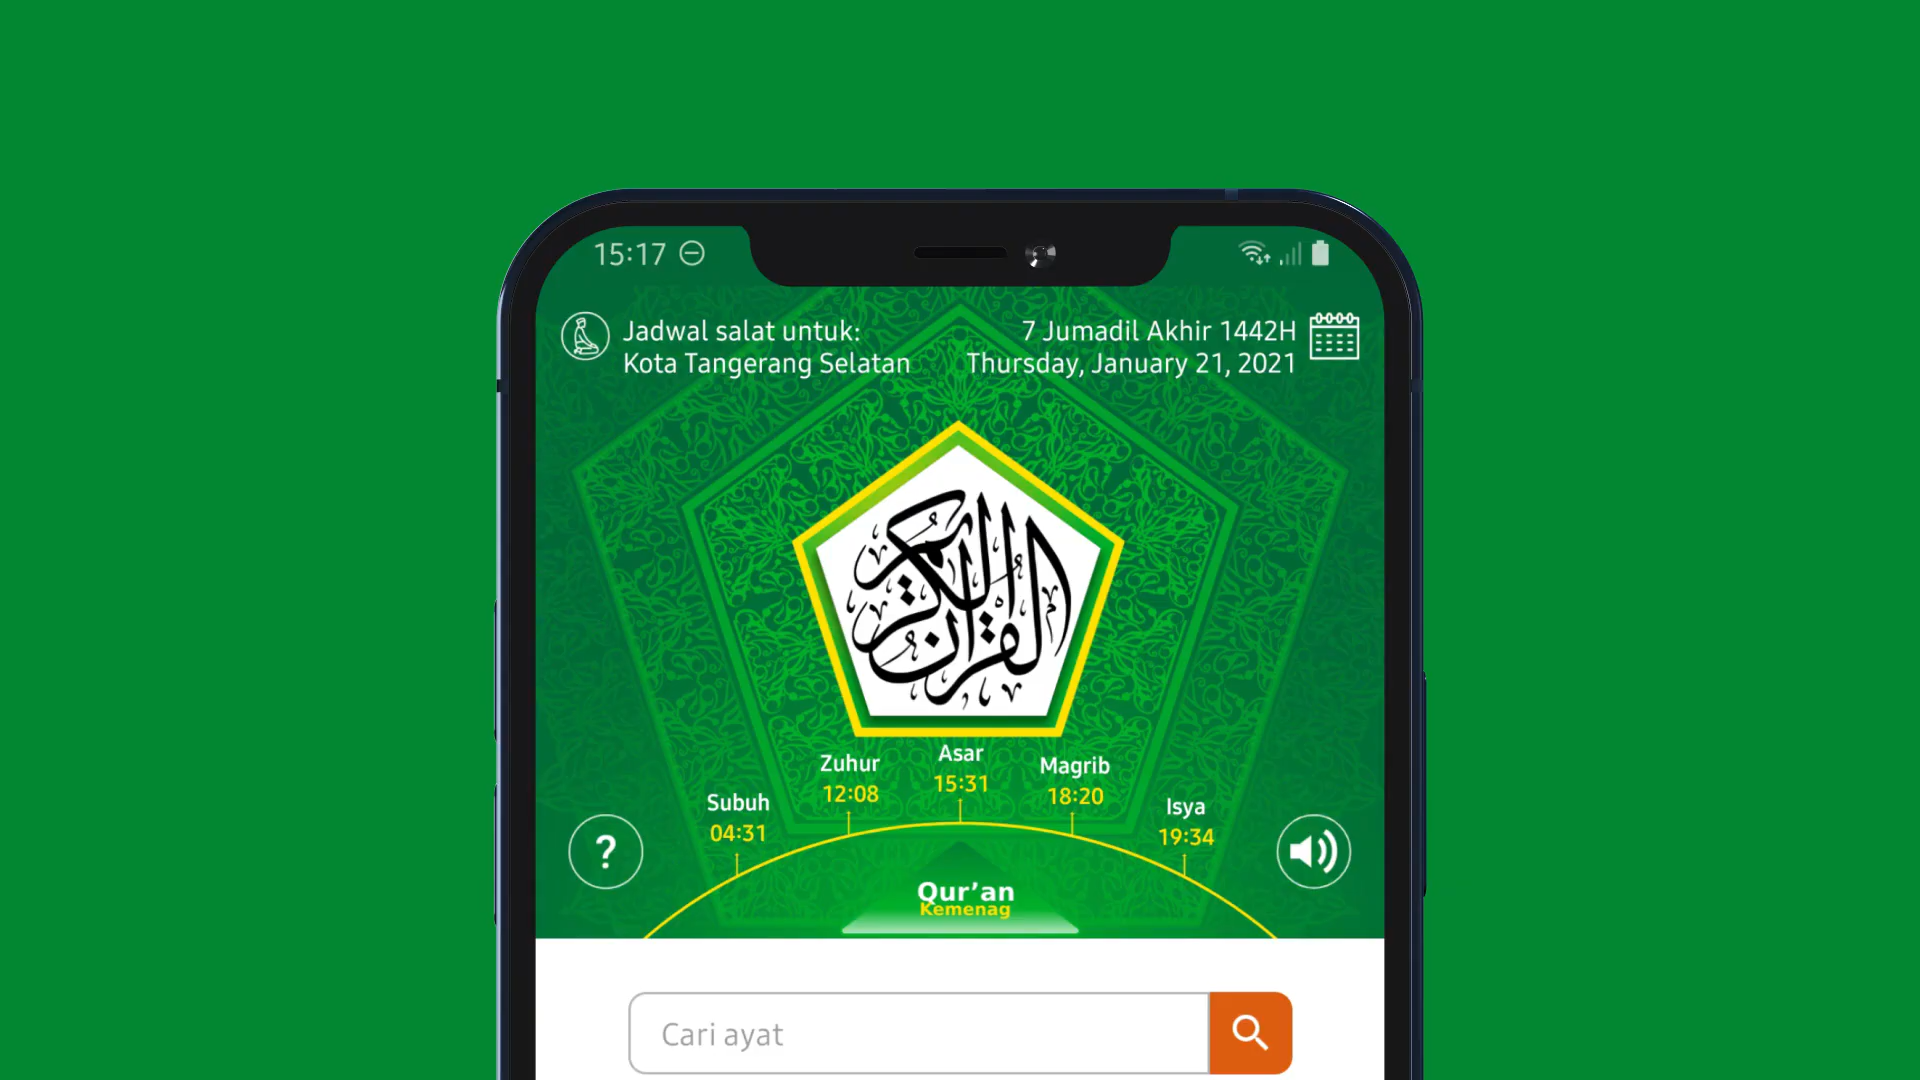 15:17
Jadwal salat untuk:
Kota Tangerang Selatan
7 Jumadil Akhir 1442H
Thursday, January 21, 2021
القرآن الكريم
Subuh
04:31
Zuhur
12:08
Asar
15:31
Magrib
18:20
Isya
19:34
?
Qur’an
Kemenag
Cari ayat